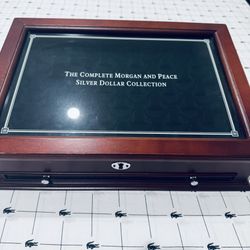 The Complete Morgan and Peace
Silver Dollar Collection